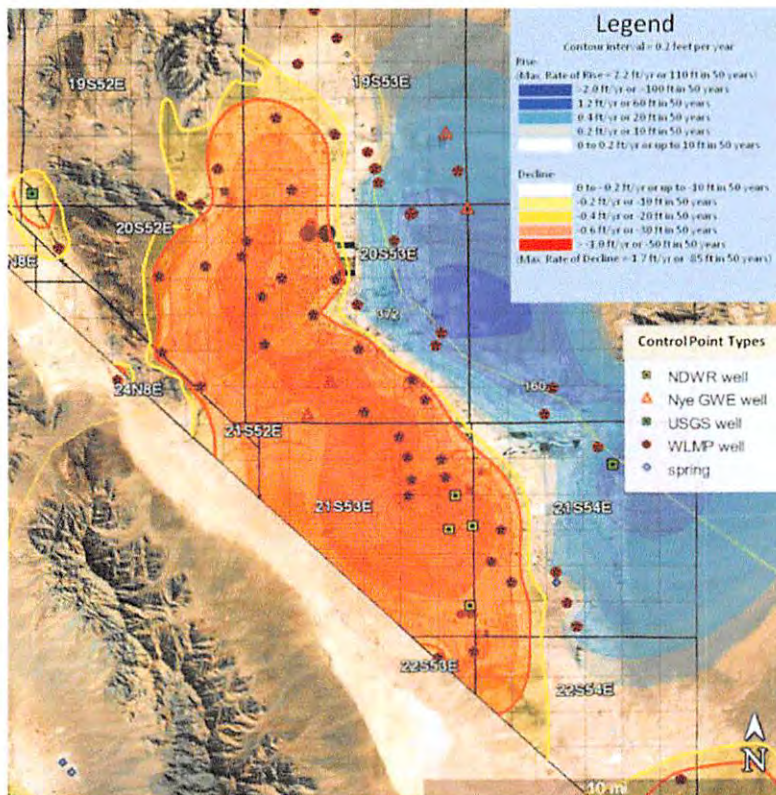 Legend
Contour interval = 0.2 feet per year
Rise
(Max. Rate of Rise = 2.2 ft/yr or 110 ft in 50 years)
>2.0 ft/yr or ~100 ft in 50 years
1.2 ft/yr or 60 ft in 50 years
0.4 ft/yr or 20 ft in 50 years
0.2 ft/yr or 10 ft in 50 years
0 to 0.2 ft/yr or up to 10 ft in 50 years
Decline
0 to -0.2 ft/yr or up to -10 ft in 50 years
-0.2 ft/yr or -10 ft in 50 years
-0.4 ft/yr or -20 ft in 50 years
-0.6 ft/yr or -30 ft in 50 years
>-1.0 ft/yr or -50 ft in 50 years
(Max. Rate of Decline = -1.7 ft/yr or -85 ft in 50 years)
Control Point Types
NDWR well
Nye GWE well
USGS well
WLMP well
spring
19S52E
19S53E
20S52E
20S53E
N8E
372
160
24N8E
21S52E
21S53E
21S54E
22S53E
22S54E
N
10 mi